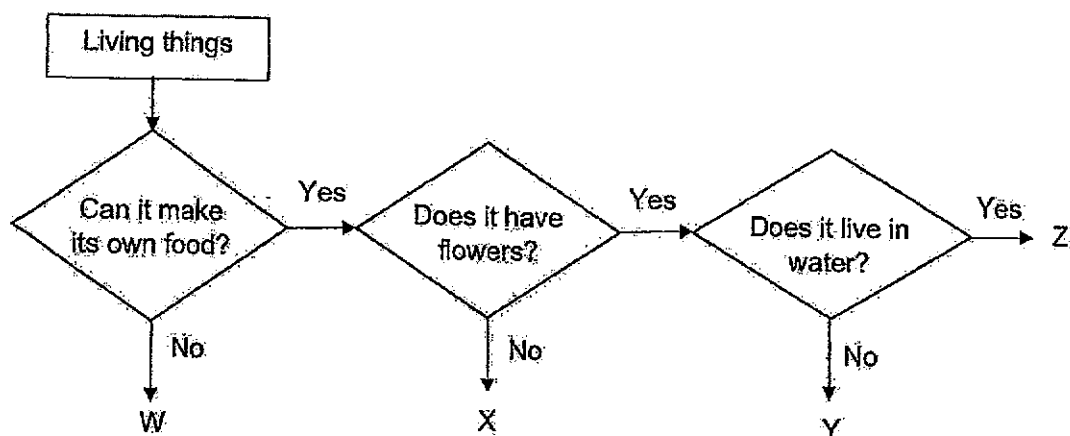 Living things
Can it make
its own food?
Yes
Does it have
flowers?
Yes
Does it live in
water?
Yes
Z
No
No
No
W
X
Y